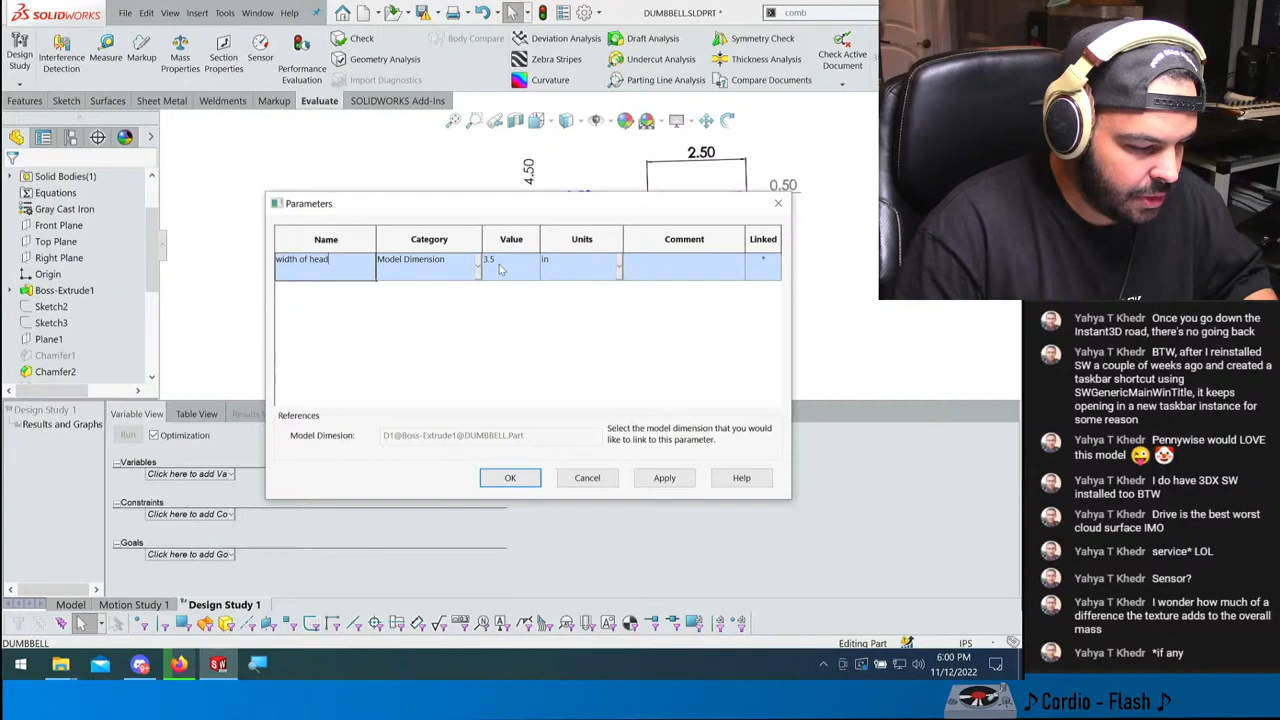 SOLIDWORKS File Edit View Insert Tools Window Help DUMBBELL.SLDPRT * comb
Design Study
Interference Detection
Measure
Markup
Mass Properties
Section Properties
Sensor
Performance Evaluation
Check
Geometry Analysis
Import Diagnostics
Body Compare
Deviation Analysis
Zebra Stripes
Curvature
Draft Analysis
Undercut Analysis
Parting Line Analysis
Symmetry Check
Thickness Analysis
Compare Documents
Check Active Document
Features Sketch Surfaces Sheet Metal Weldments Markup Evaluate SOLIDWORKS Add-Ins
Solid Bodies(1)
Equations
Gray Cast Iron
Front Plane
Top Plane
Right Plane
Origin
Boss-Extrude1
Sketch2
Sketch3
Plane1
Chamfer1
Chamfer2
4.50
2.50
0.50
Parameters
Name Category Value Units Comment Linked
width of head Model Dimension 3.5 in *
References
Model Dimesion: D1@Boss-Extrude1@DUMBBELL.Part
Select the model dimension that you would
like to link to this parameter.
OK Cancel Apply Help
Design Study 1
Results and Graphs
Variable View Table View Results
Run Optimization
Variables
Click here to add Va
Constraints
Click here to add Co
Goals
Click here to add Go
Model Motion Study 1 Design Study 1
DUMBBELL Editing Part IPS
6:00 PM
11/12/2022
Yahya T Khedr Once you go down the
Instant3D road, there's no going back
Yahya T Khedr BTW, after I reinstalled
SW a couple of weeks ago and created a
taskbar shortcut using
SWGenericMainWinTitle, it keeps
opening in a new taskbar instance for
some reason
Yahya T Khedr Pennywise would LOVE
this model 😜 🤡
Yahya T Khedr I do have 3DX SW
installed too BTW
Yahya T Khedr Drive is the best worst
cloud surface IMO
Yahya T Khedr service* LOL
Yahya T Khedr Sensor?
Yahya T Khedr I wonder how much of a
difference the texture adds to the overall
mass
Yahya T Khedr *if any
♪ Cordio - Flash ♪